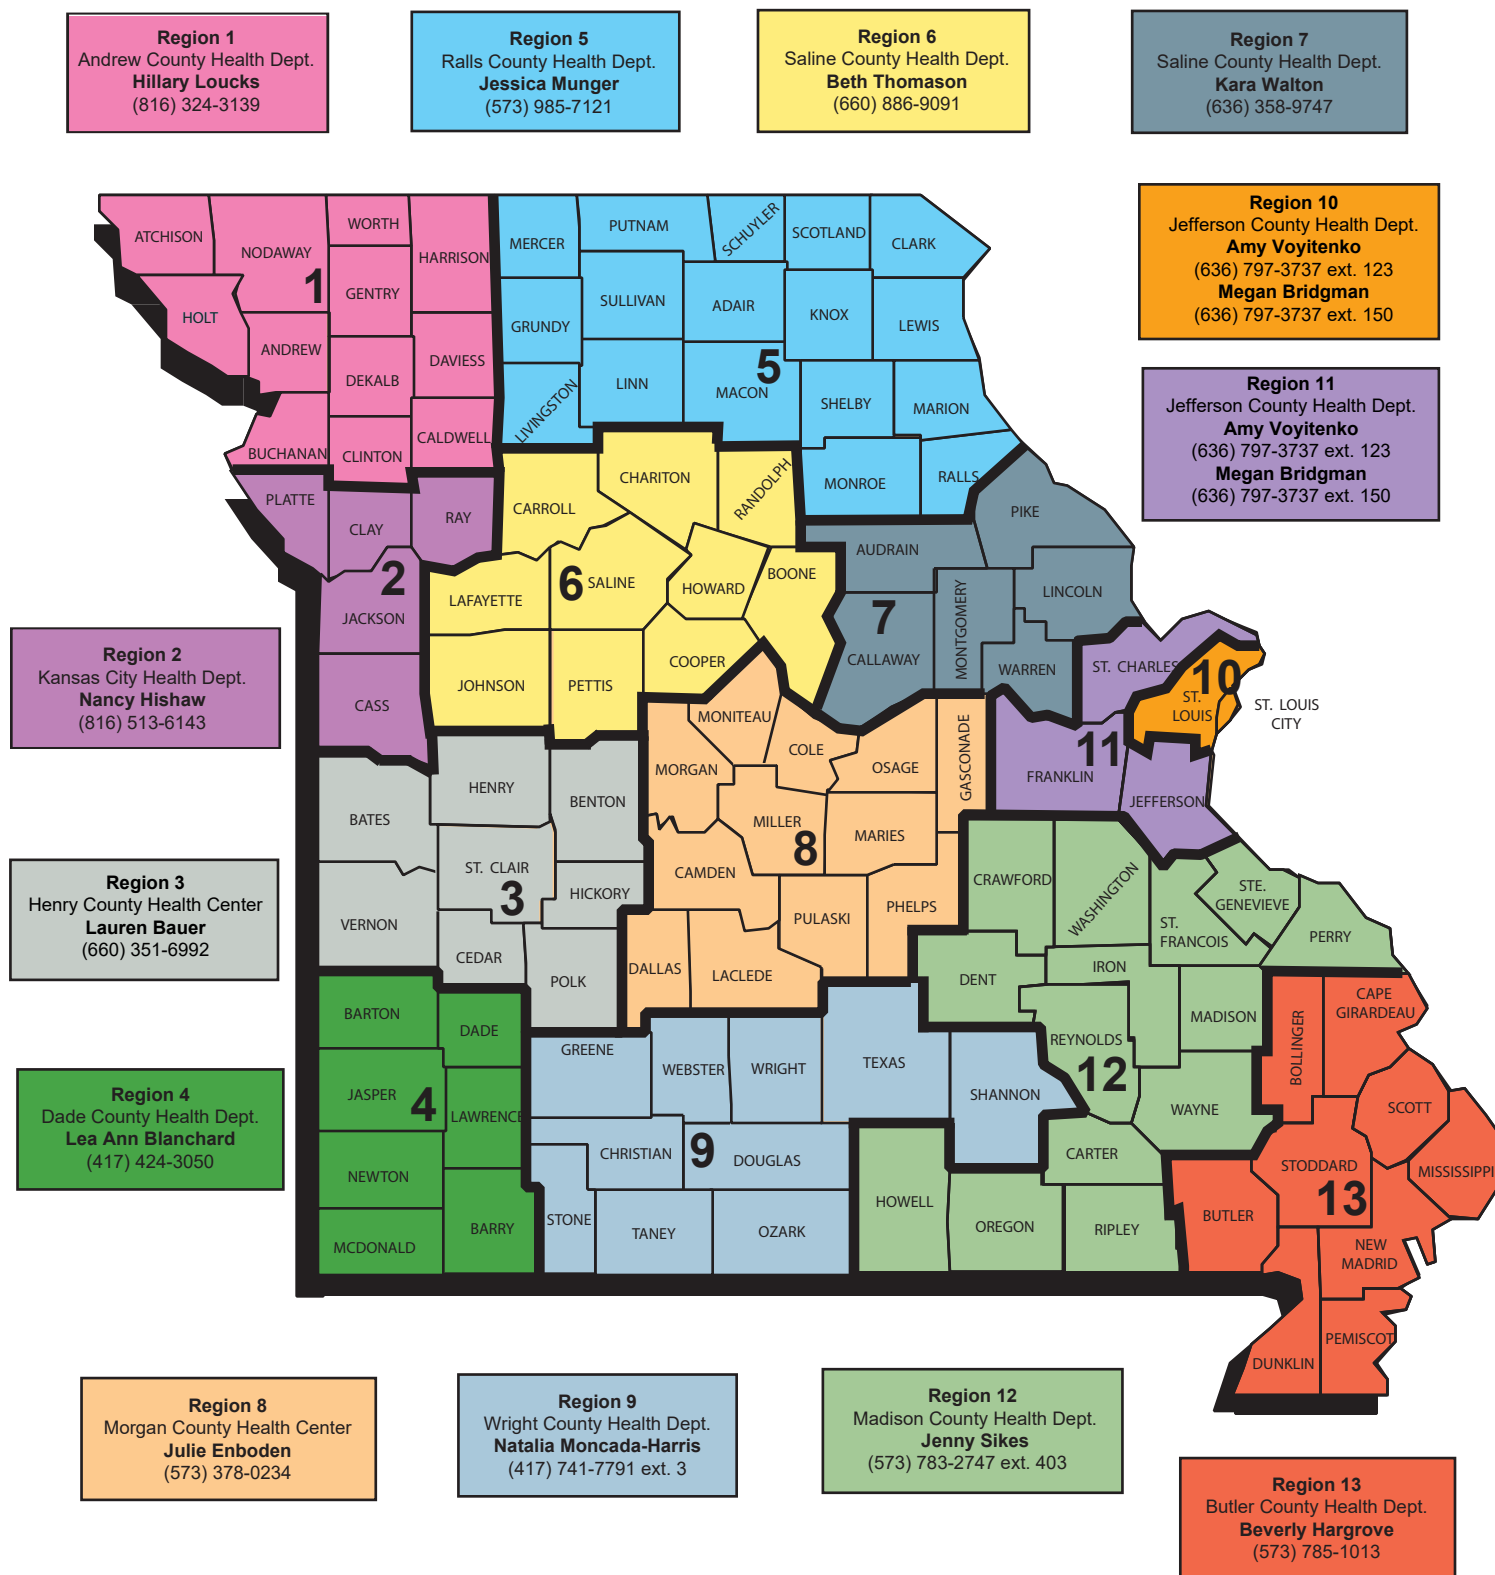 Region 1
Andrew County Health Dept.
Hillary Loucks
(816) 324-3139
Region 5
Ralls County Health Dept.
Jessica Munger
(573) 985-7121
Region 6
Saline County Health Dept.
Beth Thomason
(660) 886-9091
Region 7
Saline County Health Dept.
Kara Walton
(636) 358-9747
Region 10
Jefferson County Health Dept.
Amy Voyitenko
(636) 797-3737 ext. 123
Megan Bridgman
(636) 797-3737 ext. 150
Region 11
Jefferson County Health Dept.
Amy Voyitenko
(636) 797-3737 ext. 123
Megan Bridgman
(636) 797-3737 ext. 150
ATCHISON
NODAWAY
WORTH
HARRISON
1
GENTRY
HOLT
ANDREW
DEKALB
DAVIESS
BUCHANAN
CLINTON
CALDWELL
MERCER
PUTNAM
SCHUYLER
SCOTLAND
CLARK
GRUNDY
SULLIVAN
ADAIR
KNOX
LEWIS
LIVINGSTON
LINN
MACON
5
SHELBY
MARION
MONROE
RALLS
PLATTE
CLAY
RAY
2
JACKSON
CASS
CARROLL
CHARITON
RANDOLPH
LAFAYETTE
6
SALINE
HOWARD
BOONE
JOHNSON
PETTIS
COOPER
PIKE
AUDRAIN
7
CALLAWAY
MONTGOMERY
LINCOLN
WARREN
ST. CHARLES
10
ST.
LOUIS
ST. LOUIS
CITY
11
FRANKLIN
JEFFERSON
Region 2
Kansas City Health Dept.
Nancy Hishaw
(816) 513-6143
HENRY
BENTON
BATES
ST. CLAIR
3
HICKORY
VERNON
CEDAR
POLK
MONITEAU
COLE
MORGAN
OSAGE
GASCONADE
MILLER
8
MARIES
CAMDEN
PULASKI
PHELPS
DALLAS
LACLEDE
Region 3
Henry County Health Center
Lauren Bauer
(660) 351-6992
CRAWFORD
WASHINGTON
STE.
GENEVIEVE
ST.
FRANCOIS
PERRY
DENT
IRON
REYNOLDS
MADISON
12
WAYNE
CARTER
HOWELL
OREGON
RIPLEY
BARTON
DADE
JASPER
4
LAWRENCE
NEWTON
BARRY
MCDONALD
Region 4
Dade County Health Dept.
Lea Ann Blanchard
(417) 424-3050
GREENE
WEBSTER
WRIGHT
TEXAS
SHANNON
CHRISTIAN
9
DOUGLAS
STONE
TANEY
OZARK
BOLLINGER
CAPE
GIRARDEAU
SCOTT
STODDARD
MISSISSIPPI
13
BUTLER
NEW
MADRID
PEMISCOT
DUNKLIN
Region 8
Morgan County Health Center
Julie Enboden
(573) 378-0234
Region 9
Wright County Health Dept.
Natalia Moncada-Harris
(417) 741-7791 ext. 3
Region 12
Madison County Health Dept.
Jenny Sikes
(573) 783-2747 ext. 403
Region 13
Butler County Health Dept.
Beverly Hargrove
(573) 785-1013